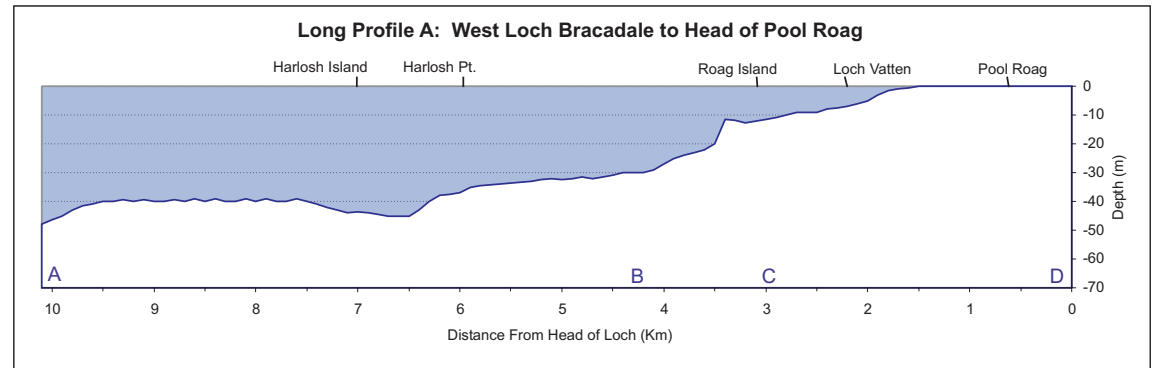 Long Profile A: West Loch Bracadale to Head of Pool Roag
Harlosh Island Harlosh Pt. Roag Island Loch Vatten Pool Roag
0
-10
-20
-30
-40
-50
-60
-70
Depth (m)
A B C D
10 9 8 7 6 5 4 3 2 1 0
Distance From Head of Loch (Km)